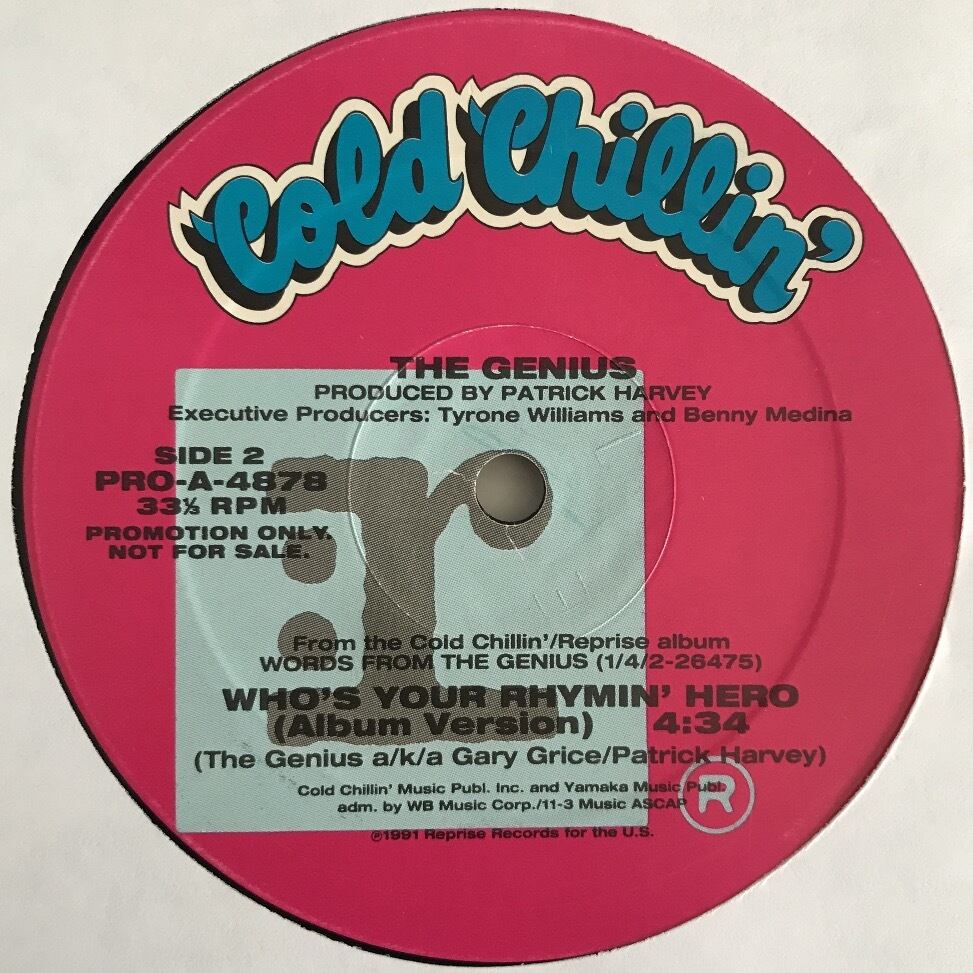 Cold Chillin'
THE GENIUS
PRODUCED BY PATRICK HARVEY
Executive Producers: Tyrone Williams and Benny Medina
SIDE 2
PRO-A-4878
33⅓ RPM
PROMOTION ONLY.
NOT FOR SALE.
r
From the Cold Chillin'/Reprise album
WORDS FROM THE GENIUS (1/4/2-26475)
WHO'S YOUR RHYMIN' HERO
(Album Version) 4:34
(The Genius a/k/a Gary Grice/Patrick Harvey)
Cold Chillin' Music Publ. Inc. and Yamaka Music Publ.
adm. by WB Music Corp./11-3 Music ASCAP
R
℗1991 Reprise Records for the U.S.